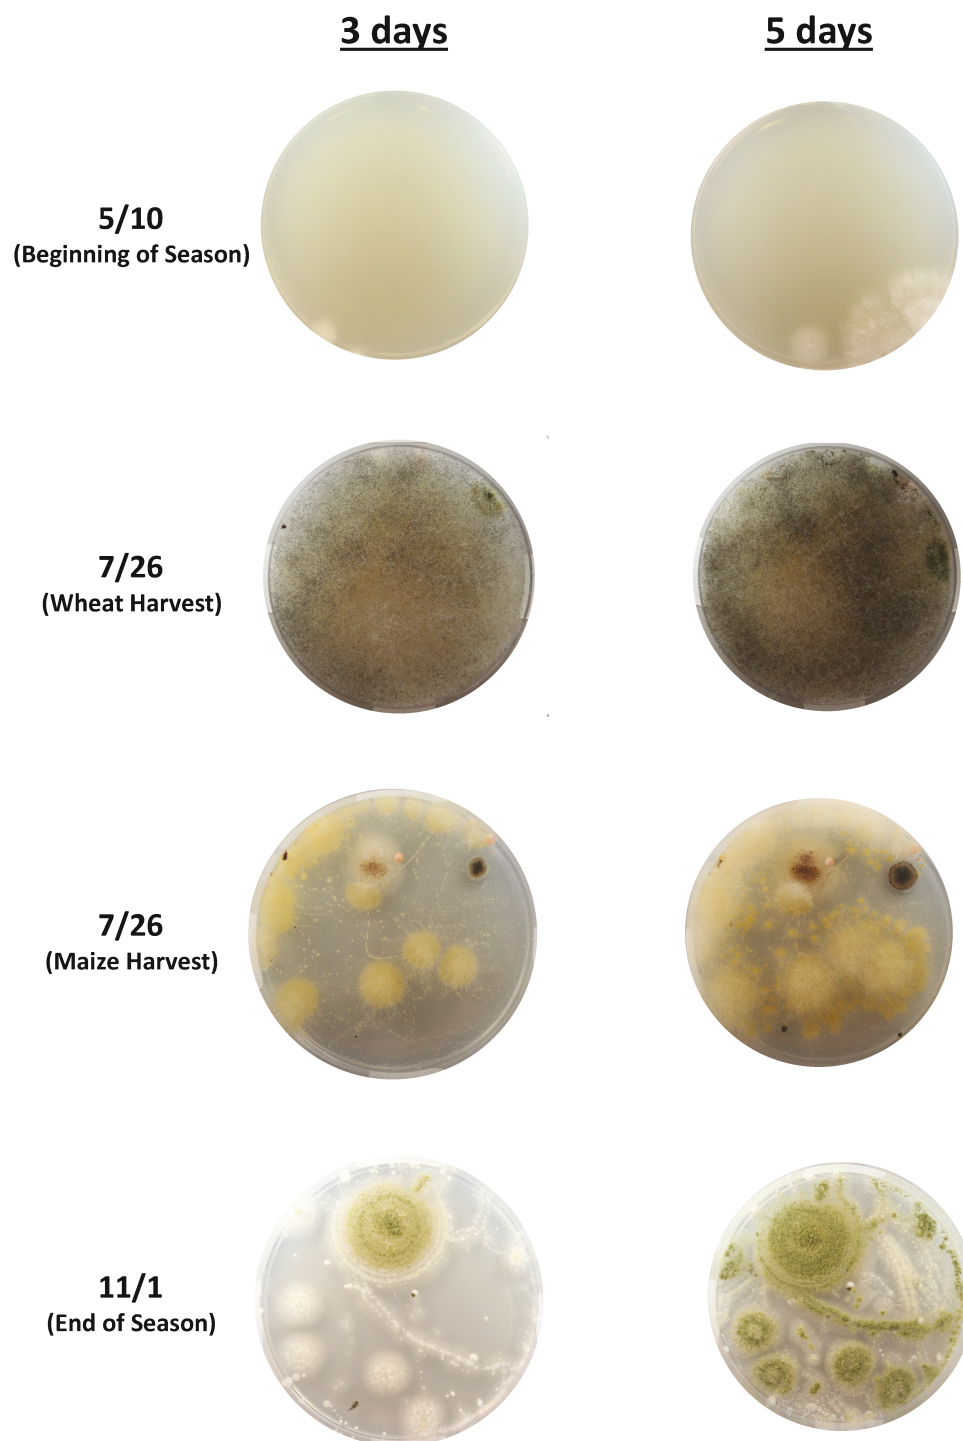 3 days
5 days
5/10
(Beginning of Season)
7/26
(Wheat Harvest)
7/26
(Maize Harvest)
11/1
(End of Season)